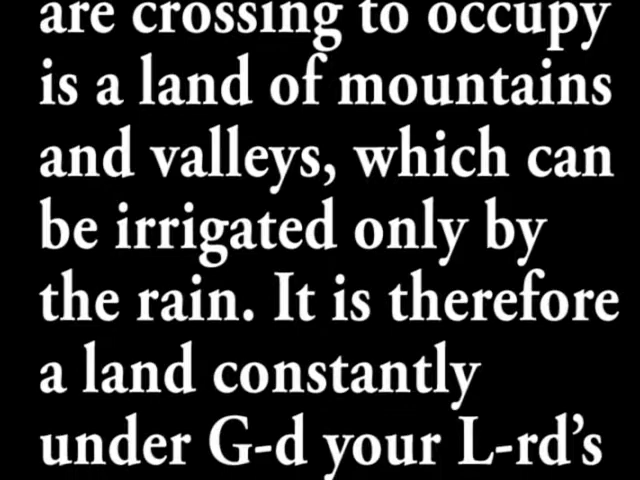 are crossing to occupy
is a land of mountains
and valleys, which can
be irrigated only by
the rain. It is therefore
a land constantly
under G-d your L-rd’s